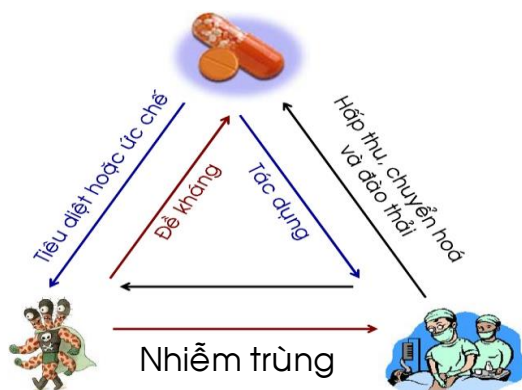 Tiêu diệt hoặc ức chế
Đề kháng
Tác dụng
Hấp thu, chuyển hoá
và đào thải
Nhiễm trùng